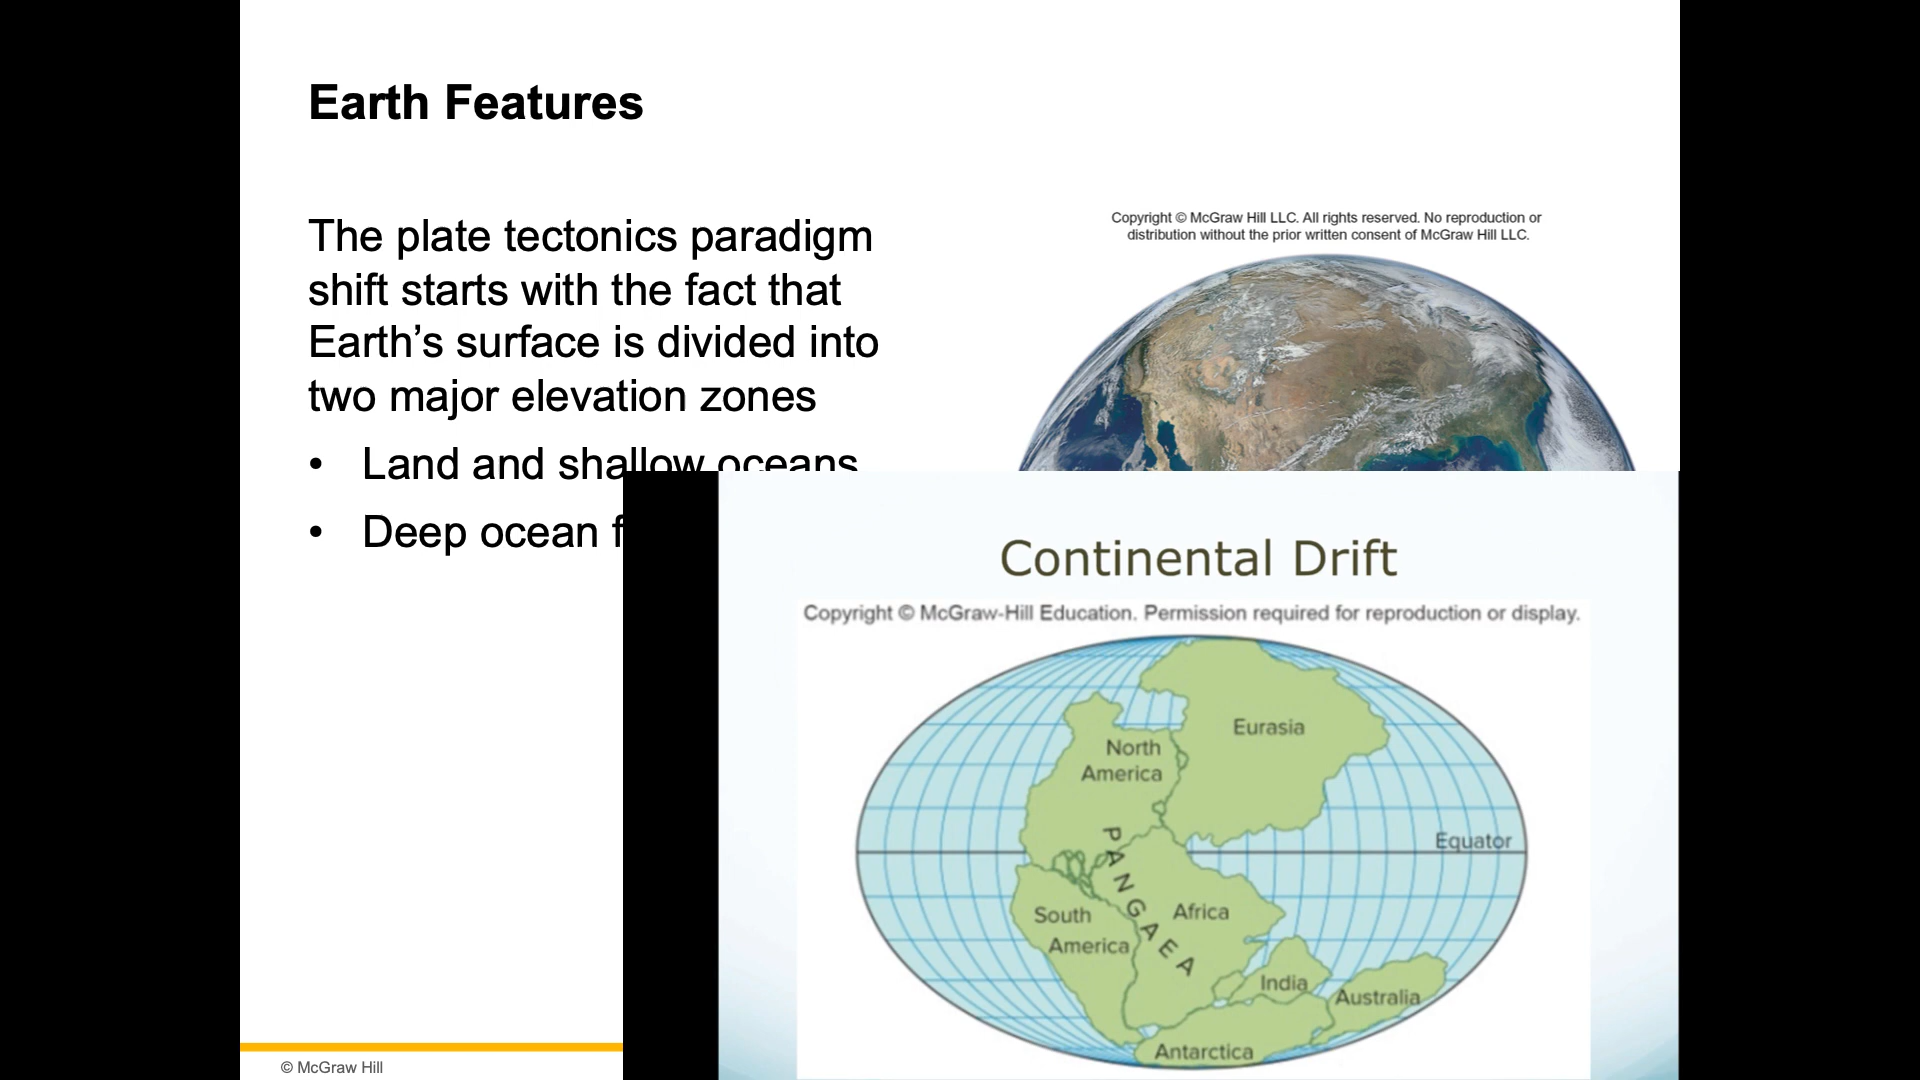 Earth Features
The plate tectonics paradigm
shift starts with the fact that
Earth’s surface is divided into
two major elevation zones
• Land and shallow oceans
• Deep ocean f
© McGraw Hill
Copyright © McGraw Hill LLC. All rights reserved. No reproduction or
distribution without the prior written consent of McGraw Hill LLC.
Continental Drift
Copyright © McGraw-Hill Education. Permission required for reproduction or display.
Eurasia
North
America
PANGAEA
Equator
South
America
Africa
India
Australia
Antarctica